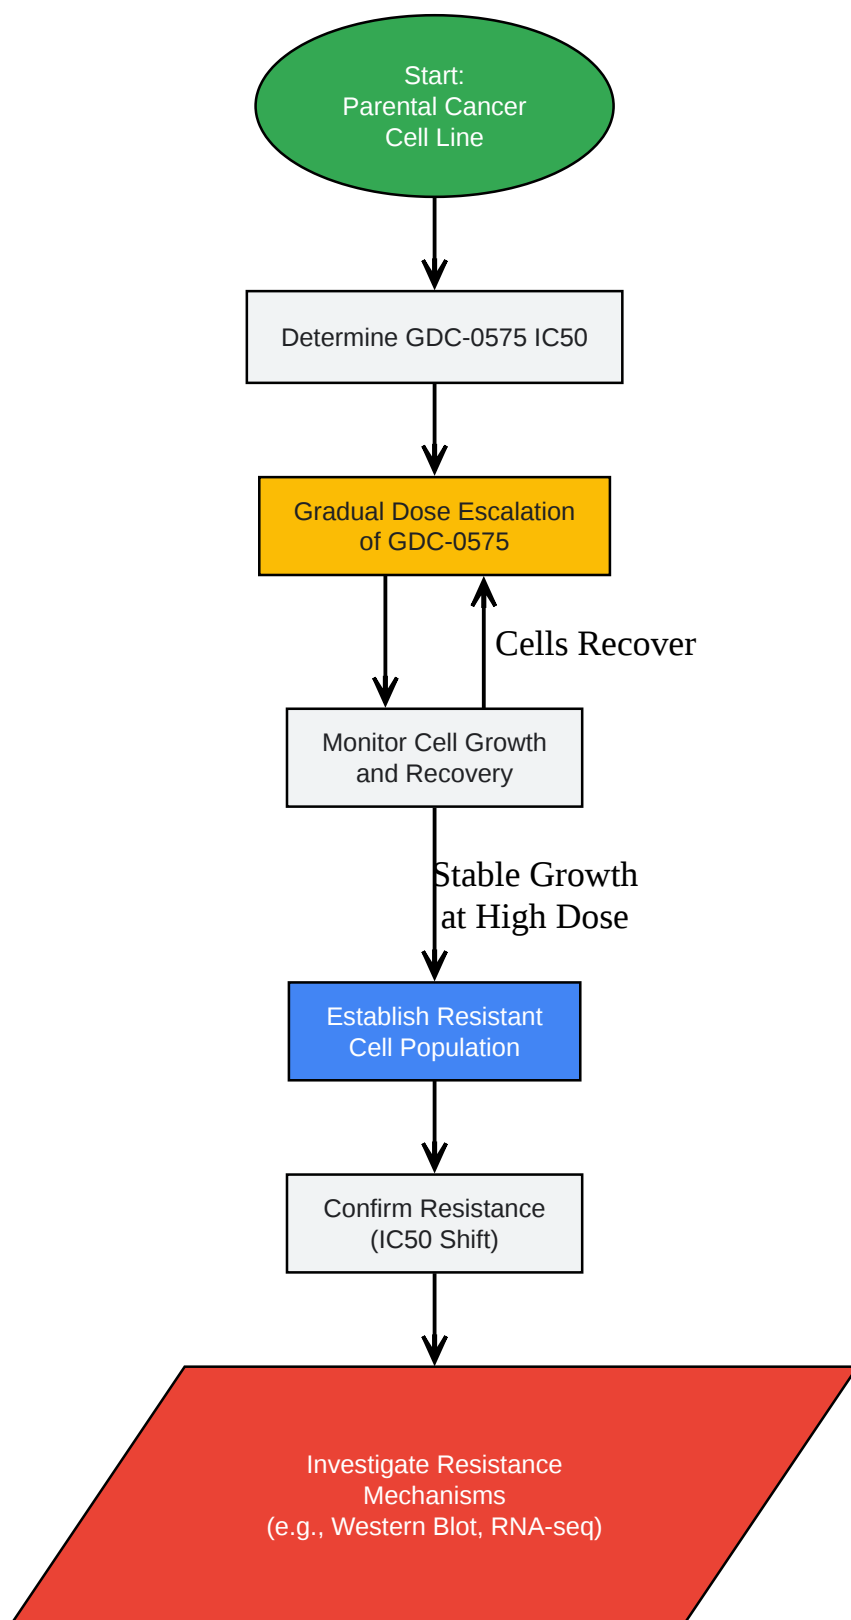 Start:
Parental Cancer
Cell Line
Determine GDC-0575 IC50
Gradual Dose Escalation
of GDC-0575
Cells Recover
Monitor Cell Growth
and Recovery
Stable Growth
at High Dose
Establish Resistant
Cell Population
Confirm Resistance
(IC50 Shift)
Investigate Resistance
Mechanisms
(e.g., Western Blot, RNA-seq)